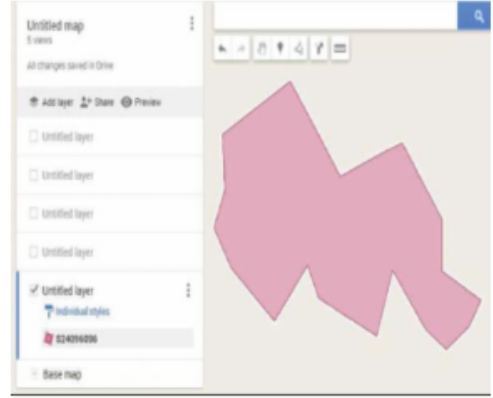 Untitled map
5 views
All changes saved in Drive
Add layer Share Preview
Untitled layer
Untitled layer
Untitled layer
Untitled layer
Untitled layer
Individual styles
S24096096
Base map